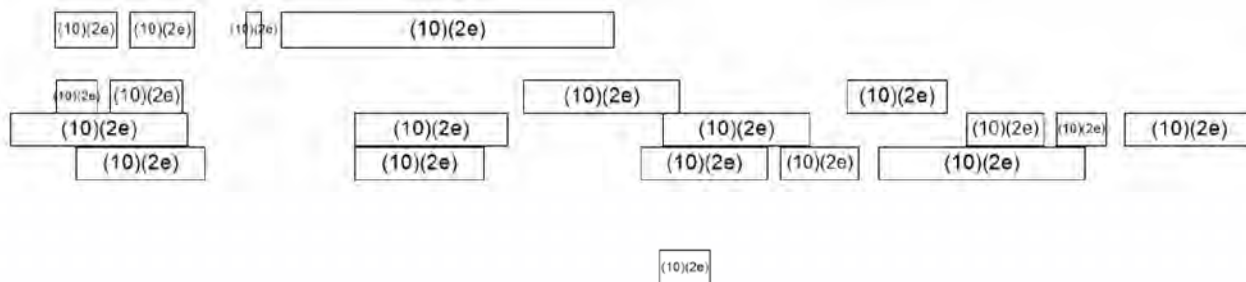 (10)(2e) (10)(2e) (10)(2e) (10)(2e)
(10)(2e) (10)(2e) (10)(2e) (10)(2e)
(10)(2e) (10)(2e) (10)(2e) (10)(2e) (10)(2e) (10)(2e)
(10)(2e) (10)(2e) (10)(2e) (10)(2e) (10)(2e)
(10)(2e)